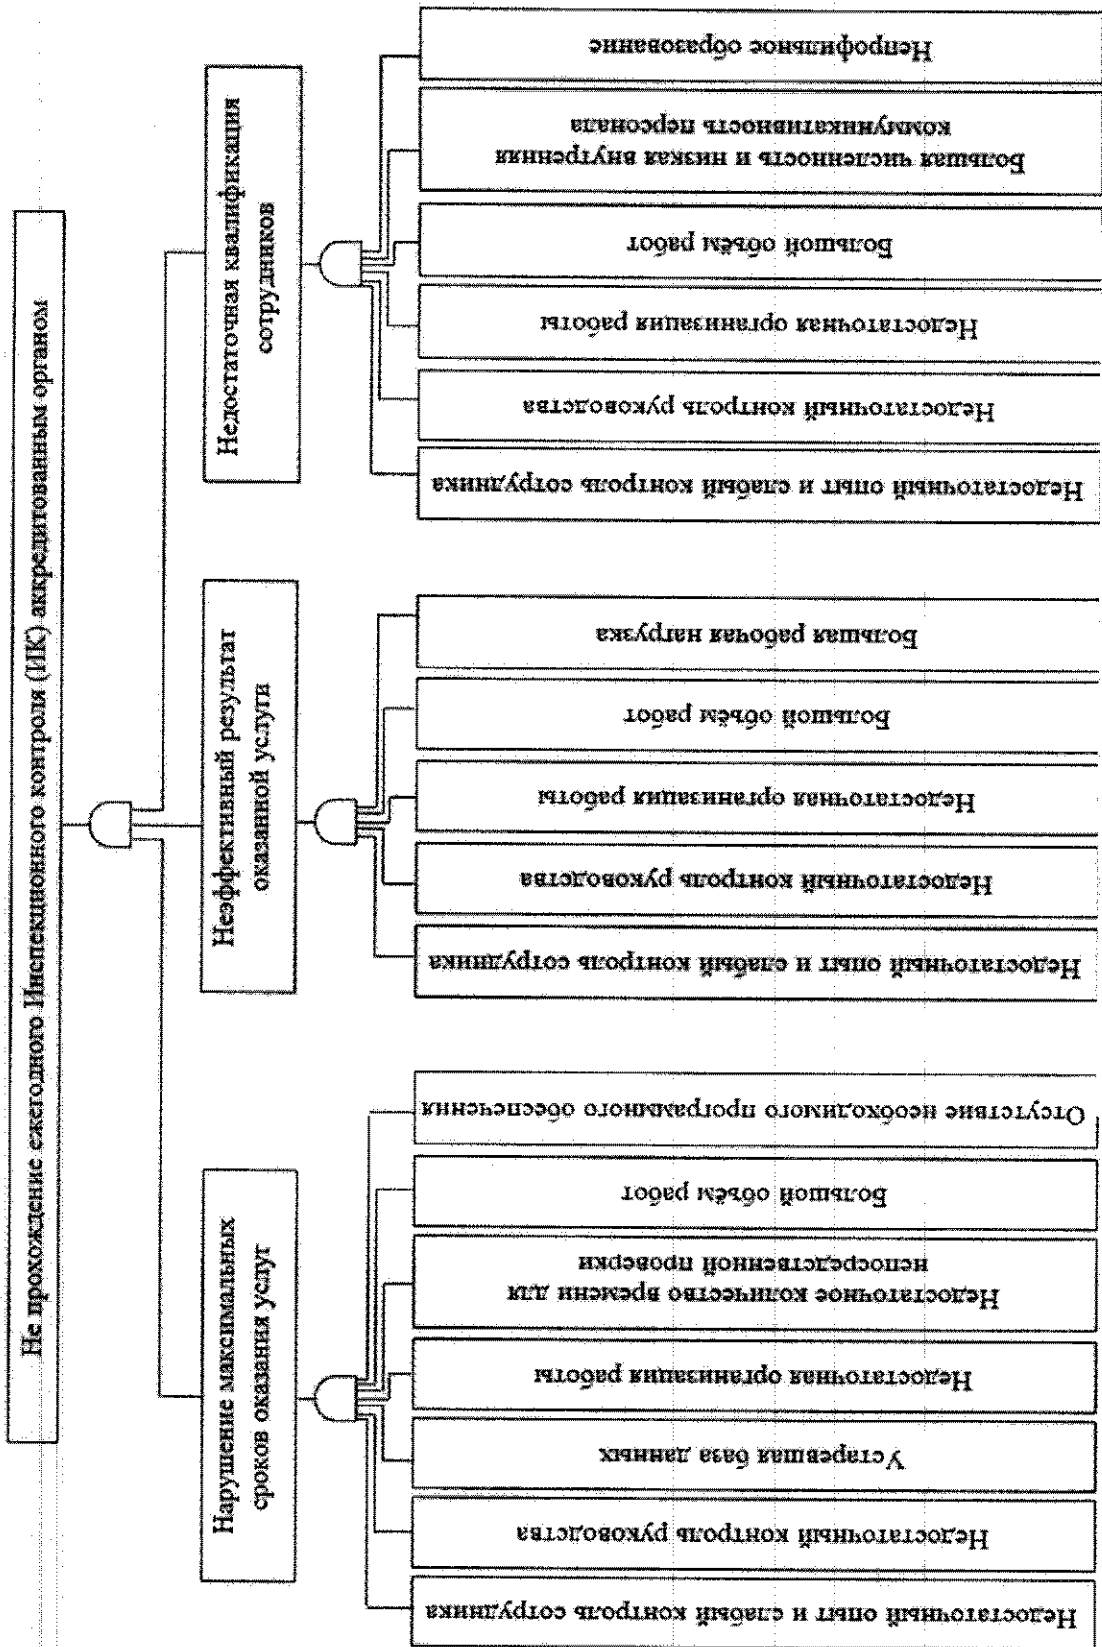 Не прохождение ежегодного Инспекционного контроля (ИК) аккредитованным органом
Нарушение максимальных
сроков оказания услуг
Неэффективный результат
оказанной услуги
Недостаточная квалификация
сотрудников
Недостаточный опыт и слабый контроль сотрудника
Недостаточный контроль руководства
Устаревшая база данных
Недостаточная организация работы
Недостаточное количество времени для
непосредственной проверки
Большой объём работ
Отсутствие необходимого программного обеспечения
Недостаточный опыт и слабый контроль сотрудника
Недостаточный контроль руководства
Недостаточная организация работы
Большой объём работ
Большая рабочая нагрузка
Недостаточный опыт и слабый контроль сотрудника
Недостаточный контроль руководства
Недостаточная организация работы
Большой объём работ
Большая численность и низкая внутренняя
коммуникативность персонала
Непрофильное образование